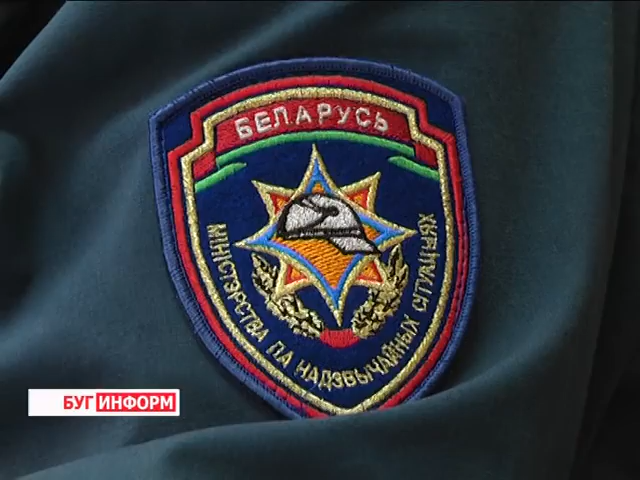 БЕЛАРУСЬ
МІНІСТЭРСТВА ПА НАДЗВЫЧАЙНЫХ СІТУАЦЫЯХ
БУГИНФОРМ